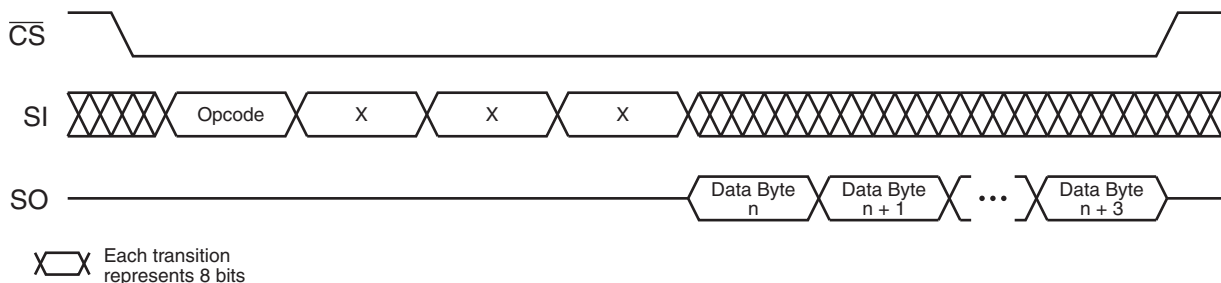 CS
SI
Opcode
X
X
X
SO
Data Byte
n
Data Byte
n + 1
•••
Data Byte
n + 3
Each transition
represents 8 bits